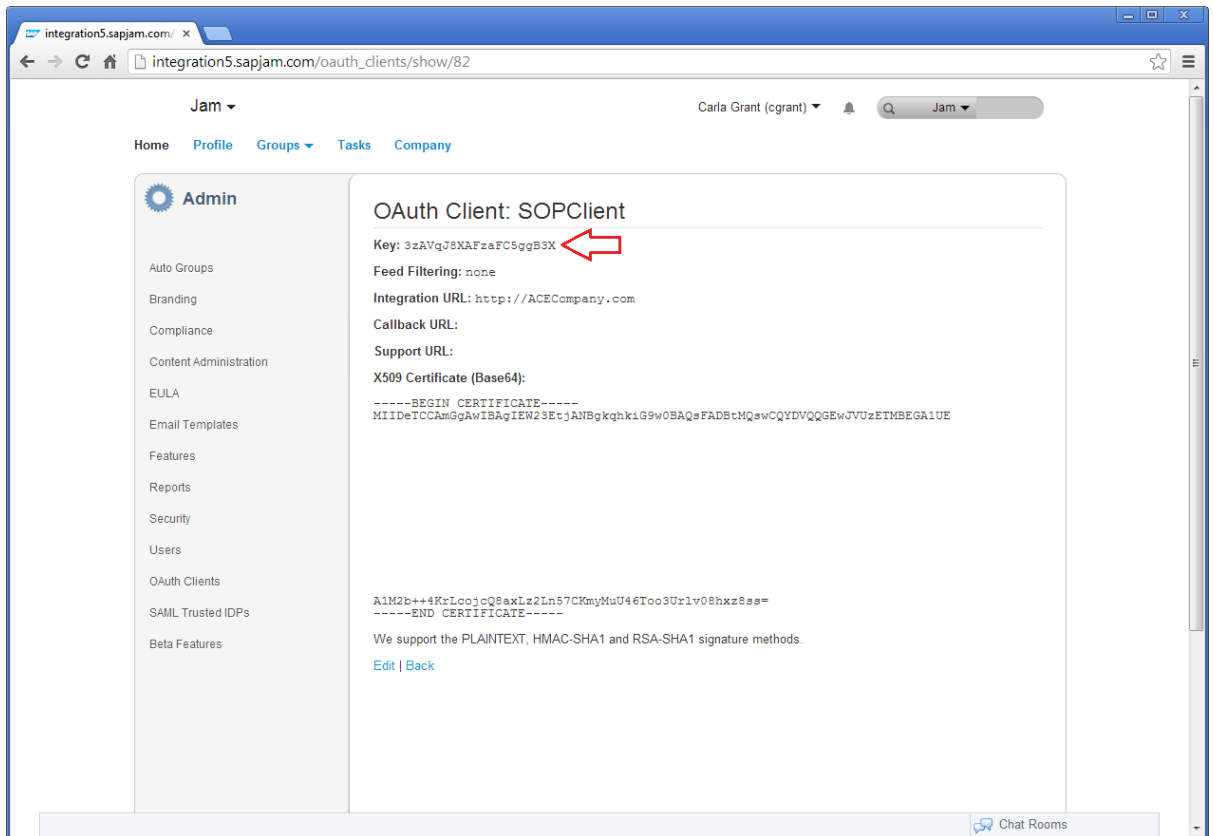 integration5.sapjam.com/
integration5.sapjam.com/oauth_clients/show/82
Jam
Carla Grant (cgrant)
Jam
Home Profile Groups Tasks Company
Admin
Auto Groups
Branding
Compliance
Content Administration
EULA
Email Templates
Features
Reports
Security
Users
OAuth Clients
SAML Trusted IDPs
Beta Features
OAuth Client: SOPClient
Key: 3zAVqJ8XAFzaFC5ggB3X
Feed Filtering: none
Integration URL: http://ACECompany.com
Callback URL:
Support URL:
X509 Certificate (Base64):
-----BEGIN CERTIFICATE-----
MIIDeTCCAmGgAwIBAgIEW23EtjANBgkqhkiG9w0BAQsFADBtMQswCQYDVQQGEwJVUzETMBEGA1UE
A1M2b++4KrLcojcQ8axLz2Ln57CKmyMuU46Too3Urlv08hxz8ss=
-----END CERTIFICATE-----
We support the PLAINTEXT, HMAC-SHA1 and RSA-SHA1 signature methods.
Edit | Back
Chat Rooms